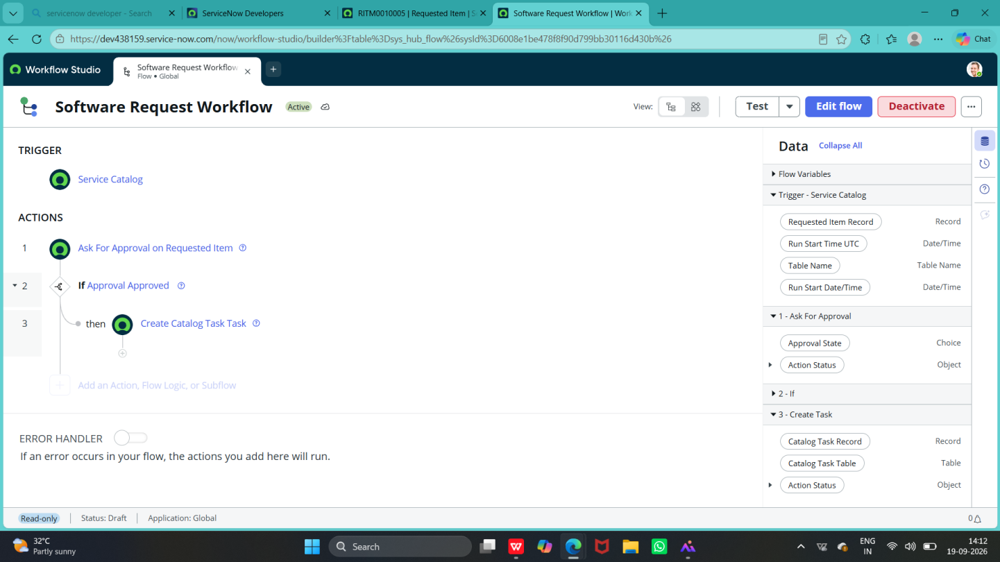 servicenow developer - Search
ServiceNow Developers
RITM0010005 | Requested Item | S
Software Request Workflow | Work
https://dev438159.service-now.com/now/workflow-studio/builder%3Ftable%3Dsys_hub_flow%26sysId%3D6008e1be478f8f90d799bb30116d430b%26
Chat
Workflow Studio
Software Request Workflow
Flow • Global
Software Request Workflow
Active
View:
Test
Edit flow
Deactivate
TRIGGER
Service Catalog
ACTIONS
1
Ask For Approval on Requested Item
2
If Approval Approved
3
then
Create Catalog Task Task
Add an Action, Flow Logic, or Subflow
ERROR HANDLER
If an error occurs in your flow, the actions you add here will run.
Data
Collapse All
Flow Variables
Trigger - Service Catalog
Requested Item Record
Record
Run Start Time UTC
Date/Time
Table Name
Table Name
Run Start Date/Time
Date/Time
1 - Ask For Approval
Approval State
Choice
Action Status
Object
2 - If
3 - Create Task
Catalog Task Record
Record
Catalog Task Table
Table
Action Status
Object
Read-only
Status: Draft
Application: Global
0
32°C
Partly sunny
Search
ENG
IN
14:12
19-09-2026